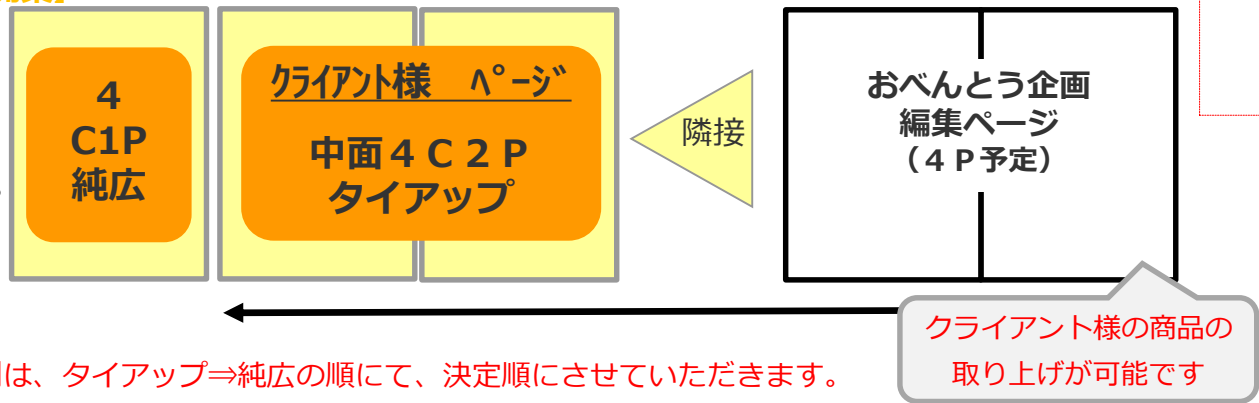 4
C1P
純広
クライアント様 ページ
中面４Ｃ２Ｐ
タイアップ
隣接
おべんとう企画
編集ページ
（４Ｐ予定）
クライアント様の商品の
取り上げが可能です
は、タイアップ⇒純広の順にて、決定順にさせていただきます。